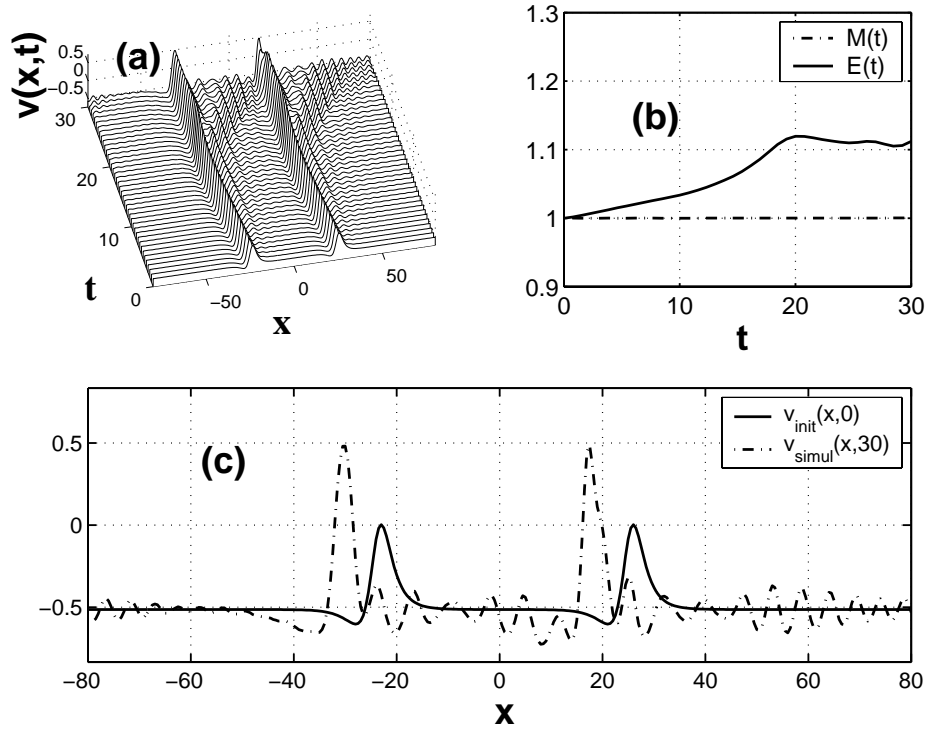 (a)
v(x,t)
0.5
0
−0.5
30
20
10
0
t
−50
0
50
x
(b)
1.3
1.2
1.1
1
0.9
0
10
20
30
t
M(t)
E(t)
(c)
0.5
0
−0.5
−80
−60
−40
−20
0
20
40
60
80
x
v_init(x,0)
v_simul(x,30)